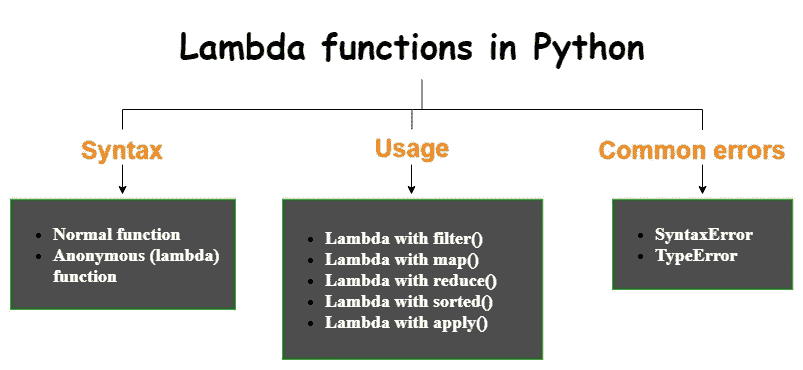 Lambda functions in Python
Syntax
Normal function
Anonymous (lambda)
function
Usage
Lambda with filter()
Lambda with map()
Lambda with reduce()
Lambda with sorted()
Lambda with apply()
Common errors
SyntaxError
TypeError